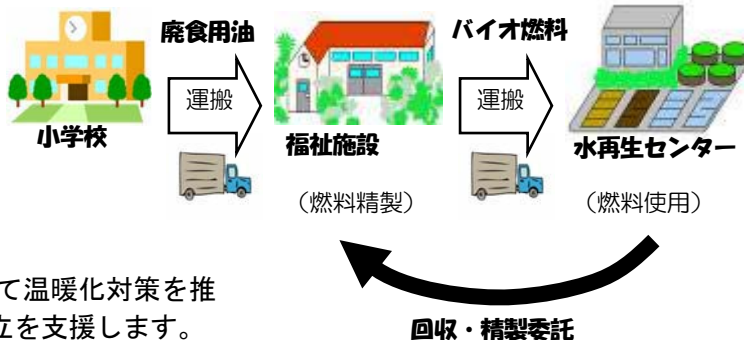 廃食用油
バイオ燃料
運搬
運搬
小学校
福祉施設
水再生センター
（燃料精製）
（燃料使用）
て温暖化対策を推
立を支援します。
回収・精製委託